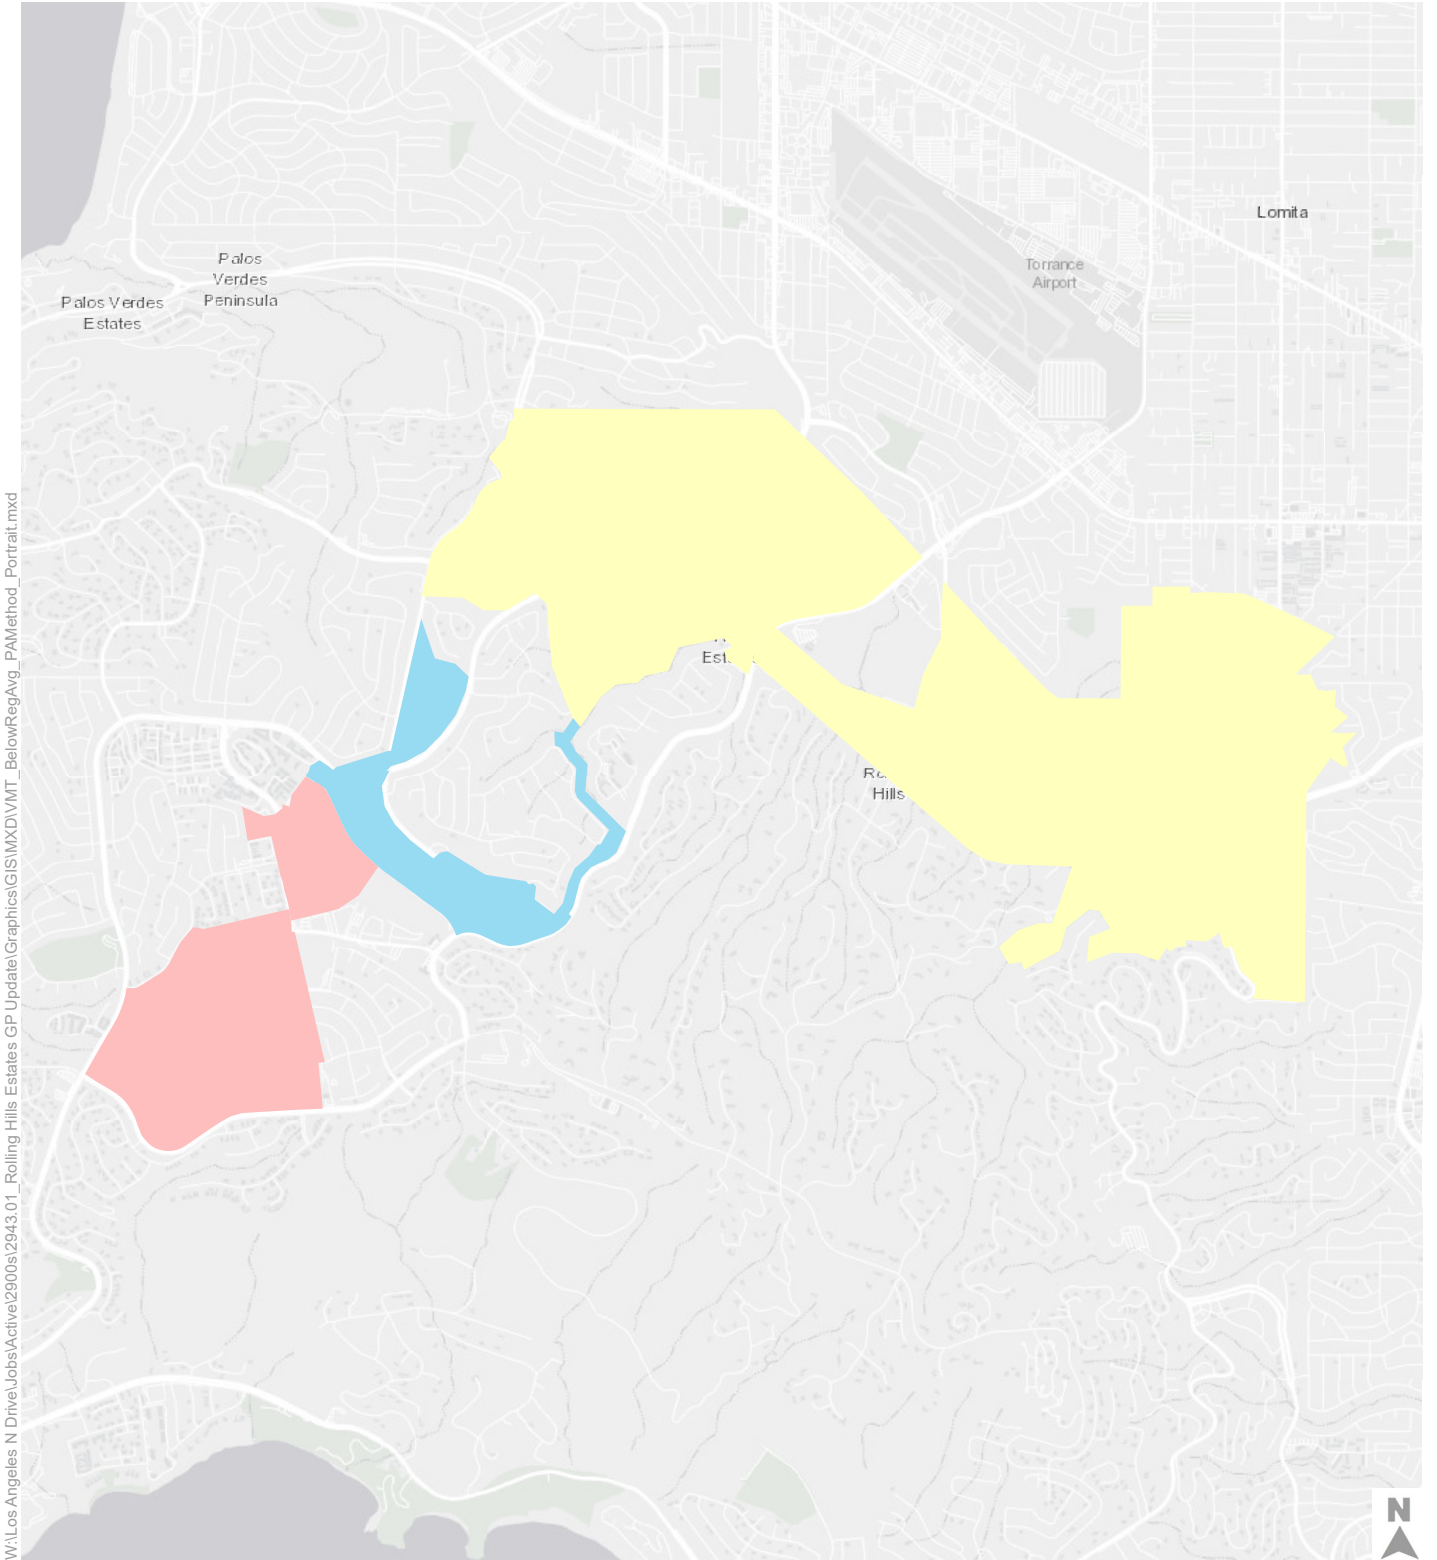 Lomita
Torrance
Airport
Palos
Verdes
Peninsula
Palos Verdes
Estates
Hills
N
W:\Los Angeles N Drive\Jobs\Active\2900s\2943.01_Rolling Hills Estates GP Update\Graphics\GIS\MXD\VMT_BelowRegAvg_PAMethod_Portrait.mxd